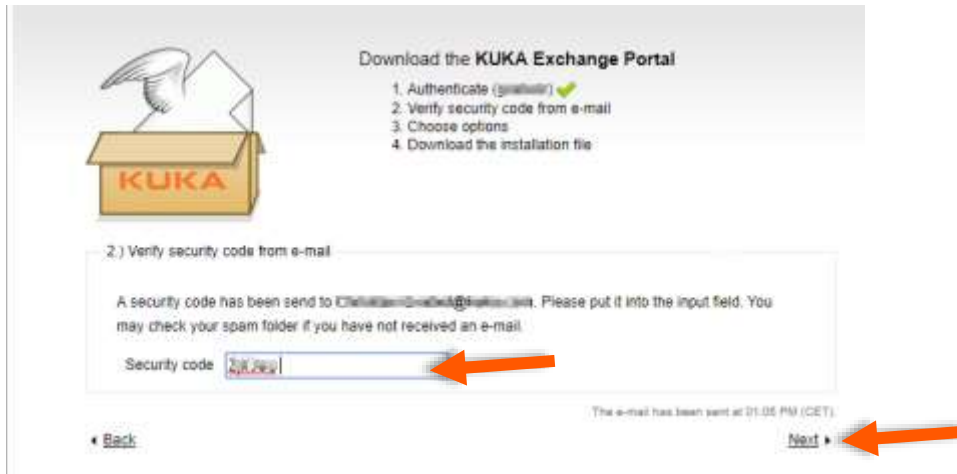 Download the KUKA Exchange Portal
1. Authenticate ( ) 
2. Verify security code from e-mail
3. Choose options
4. Download the installation file
KUKA
2.) Verify security code from e-mail
A security code has been send to . Please put it into the input field. You
may check your spam folder if you have not received an e-mail.
Security code
The e-mail has been sent at 01:05 PM (CET).
Back
Next